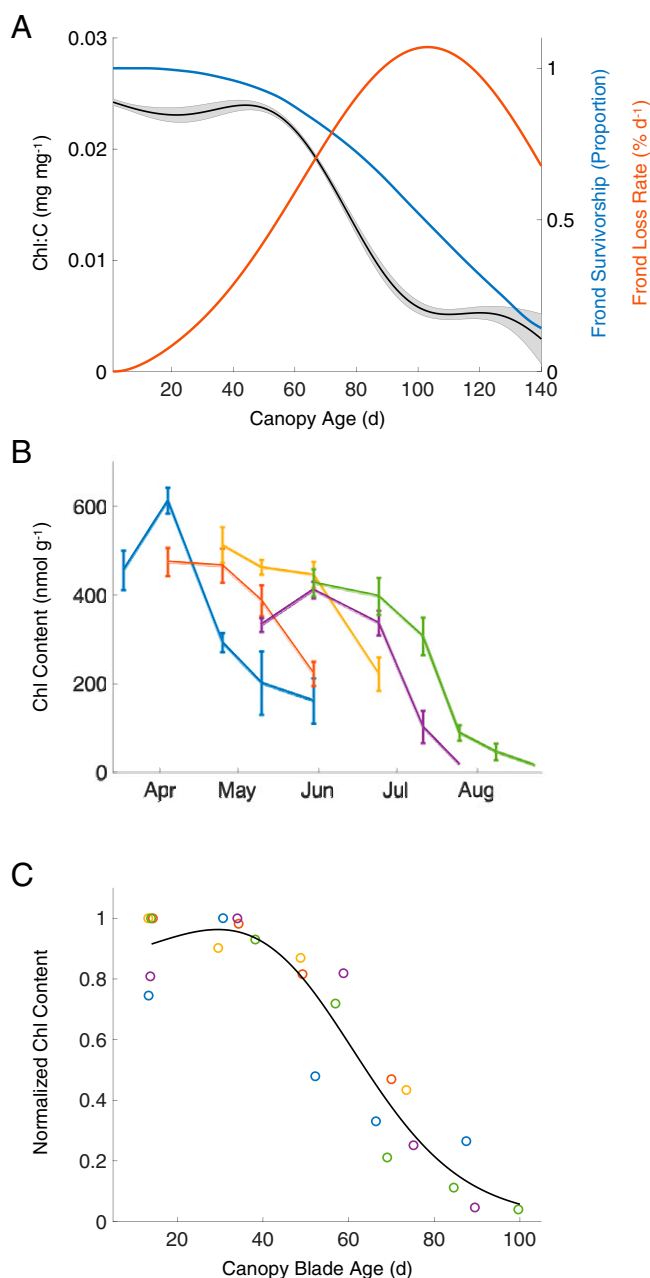 A
0.03
0.02
0.01
0
Chl:C (mg mg⁻¹)
20 40 60 80 100 120 140
Canopy Age (d)
1
0.5
0
Frond Survivorship (Proportion)
Frond Loss Rate (% d⁻¹)
B
600
400
200
0
Chl Content (nmol g⁻¹)
Apr May Jun Jul Aug
C
1
0.8
0.6
0.4
0.2
0
Normalized Chl Content
20 40 60 80 100
Canopy Blade Age (d)